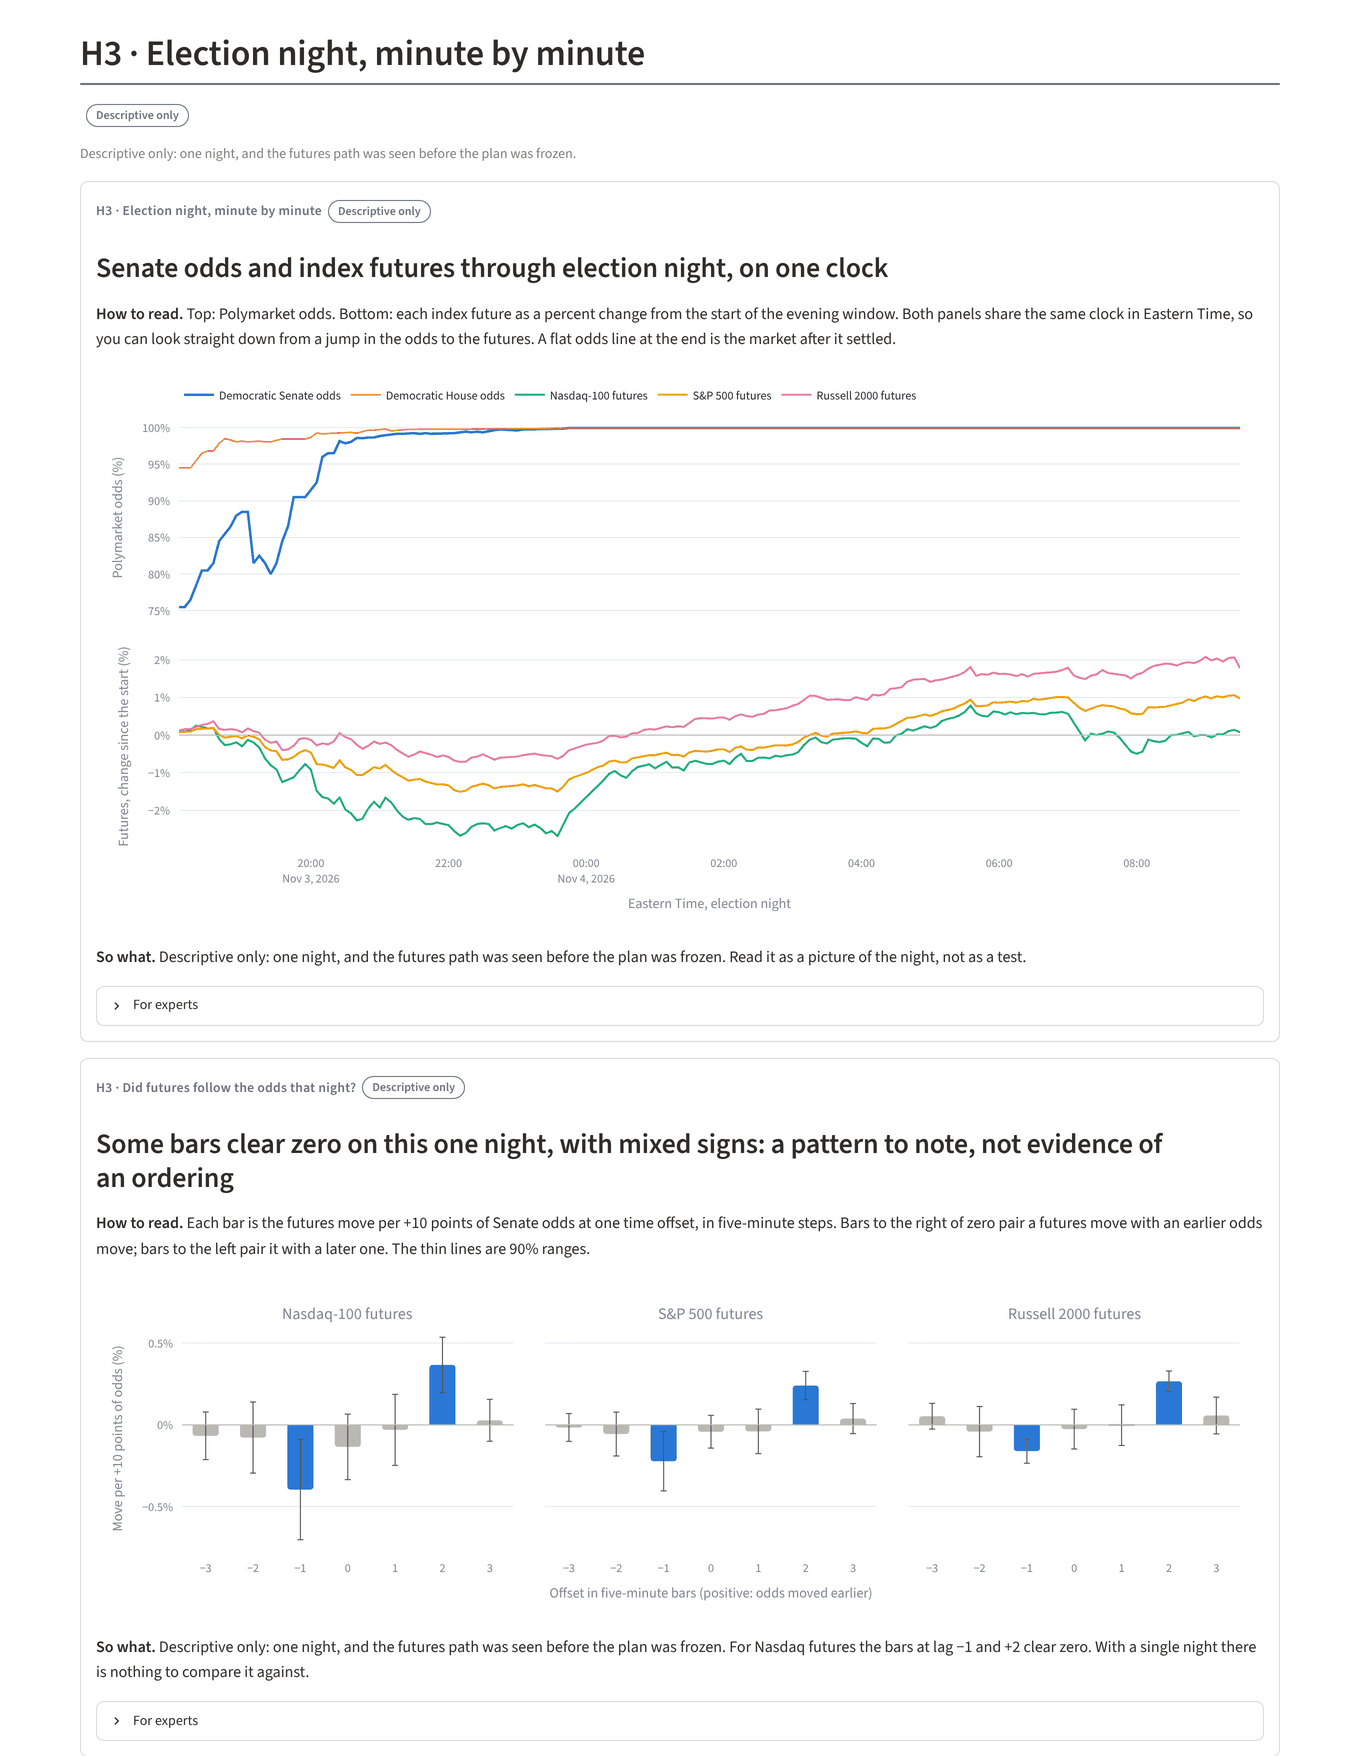 H3 · Election night, minute by minute
Descriptive only
Descriptive only: one night, and the futures path was seen before the plan was frozen.
H3 · Election night, minute by minute Descriptive only
Senate odds and index futures through election night, on one clock
How to read. Top: Polymarket odds. Bottom: each index future as a percent change from the start of the evening window. Both panels share the same clock in Eastern Time, so
you can look straight down from a jump in the odds to the futures. A flat odds line at the end is the market after it settled.
Democratic Senate odds Democratic House odds Nasdaq-100 futures S&P 500 futures Russell 2000 futures
Polymarket odds (%)
100%
95%
90%
85%
80%
75%
Futures, change since the start (%)
2%
1%
0%
−1%
−2%
20:00 22:00 00:00 02:00 04:00 06:00 08:00
Nov 3, 2026 Nov 4, 2026
Eastern Time, election night
So what. Descriptive only: one night, and the futures path was seen before the plan was frozen. Read it as a picture of the night, not as a test.
For experts
H3 · Did futures follow the odds that night? Descriptive only
Some bars clear zero on this one night, with mixed signs: a pattern to note, not evidence of
an ordering
How to read. Each bar is the futures move per +10 points of Senate odds at one time offset, in five-minute steps. Bars to the right of zero pair a futures move with an earlier odds
move; bars to the left pair it with a later one. The thin lines are 90% ranges.
Nasdaq-100 futures S&P 500 futures Russell 2000 futures
Move per +10 points of odds (%)
0.5%
0%
−0.5%
−3 −2 −1 0 1 2 3 −3 −2 −1 0 1 2 3 −3 −2 −1 0 1 2 3
Offset in five-minute bars (positive: odds moved earlier)
So what. Descriptive only: one night, and the futures path was seen before the plan was frozen. For Nasdaq futures the bars at lag −1 and +2 clear zero. With a single night there
is nothing to compare it against.
For experts